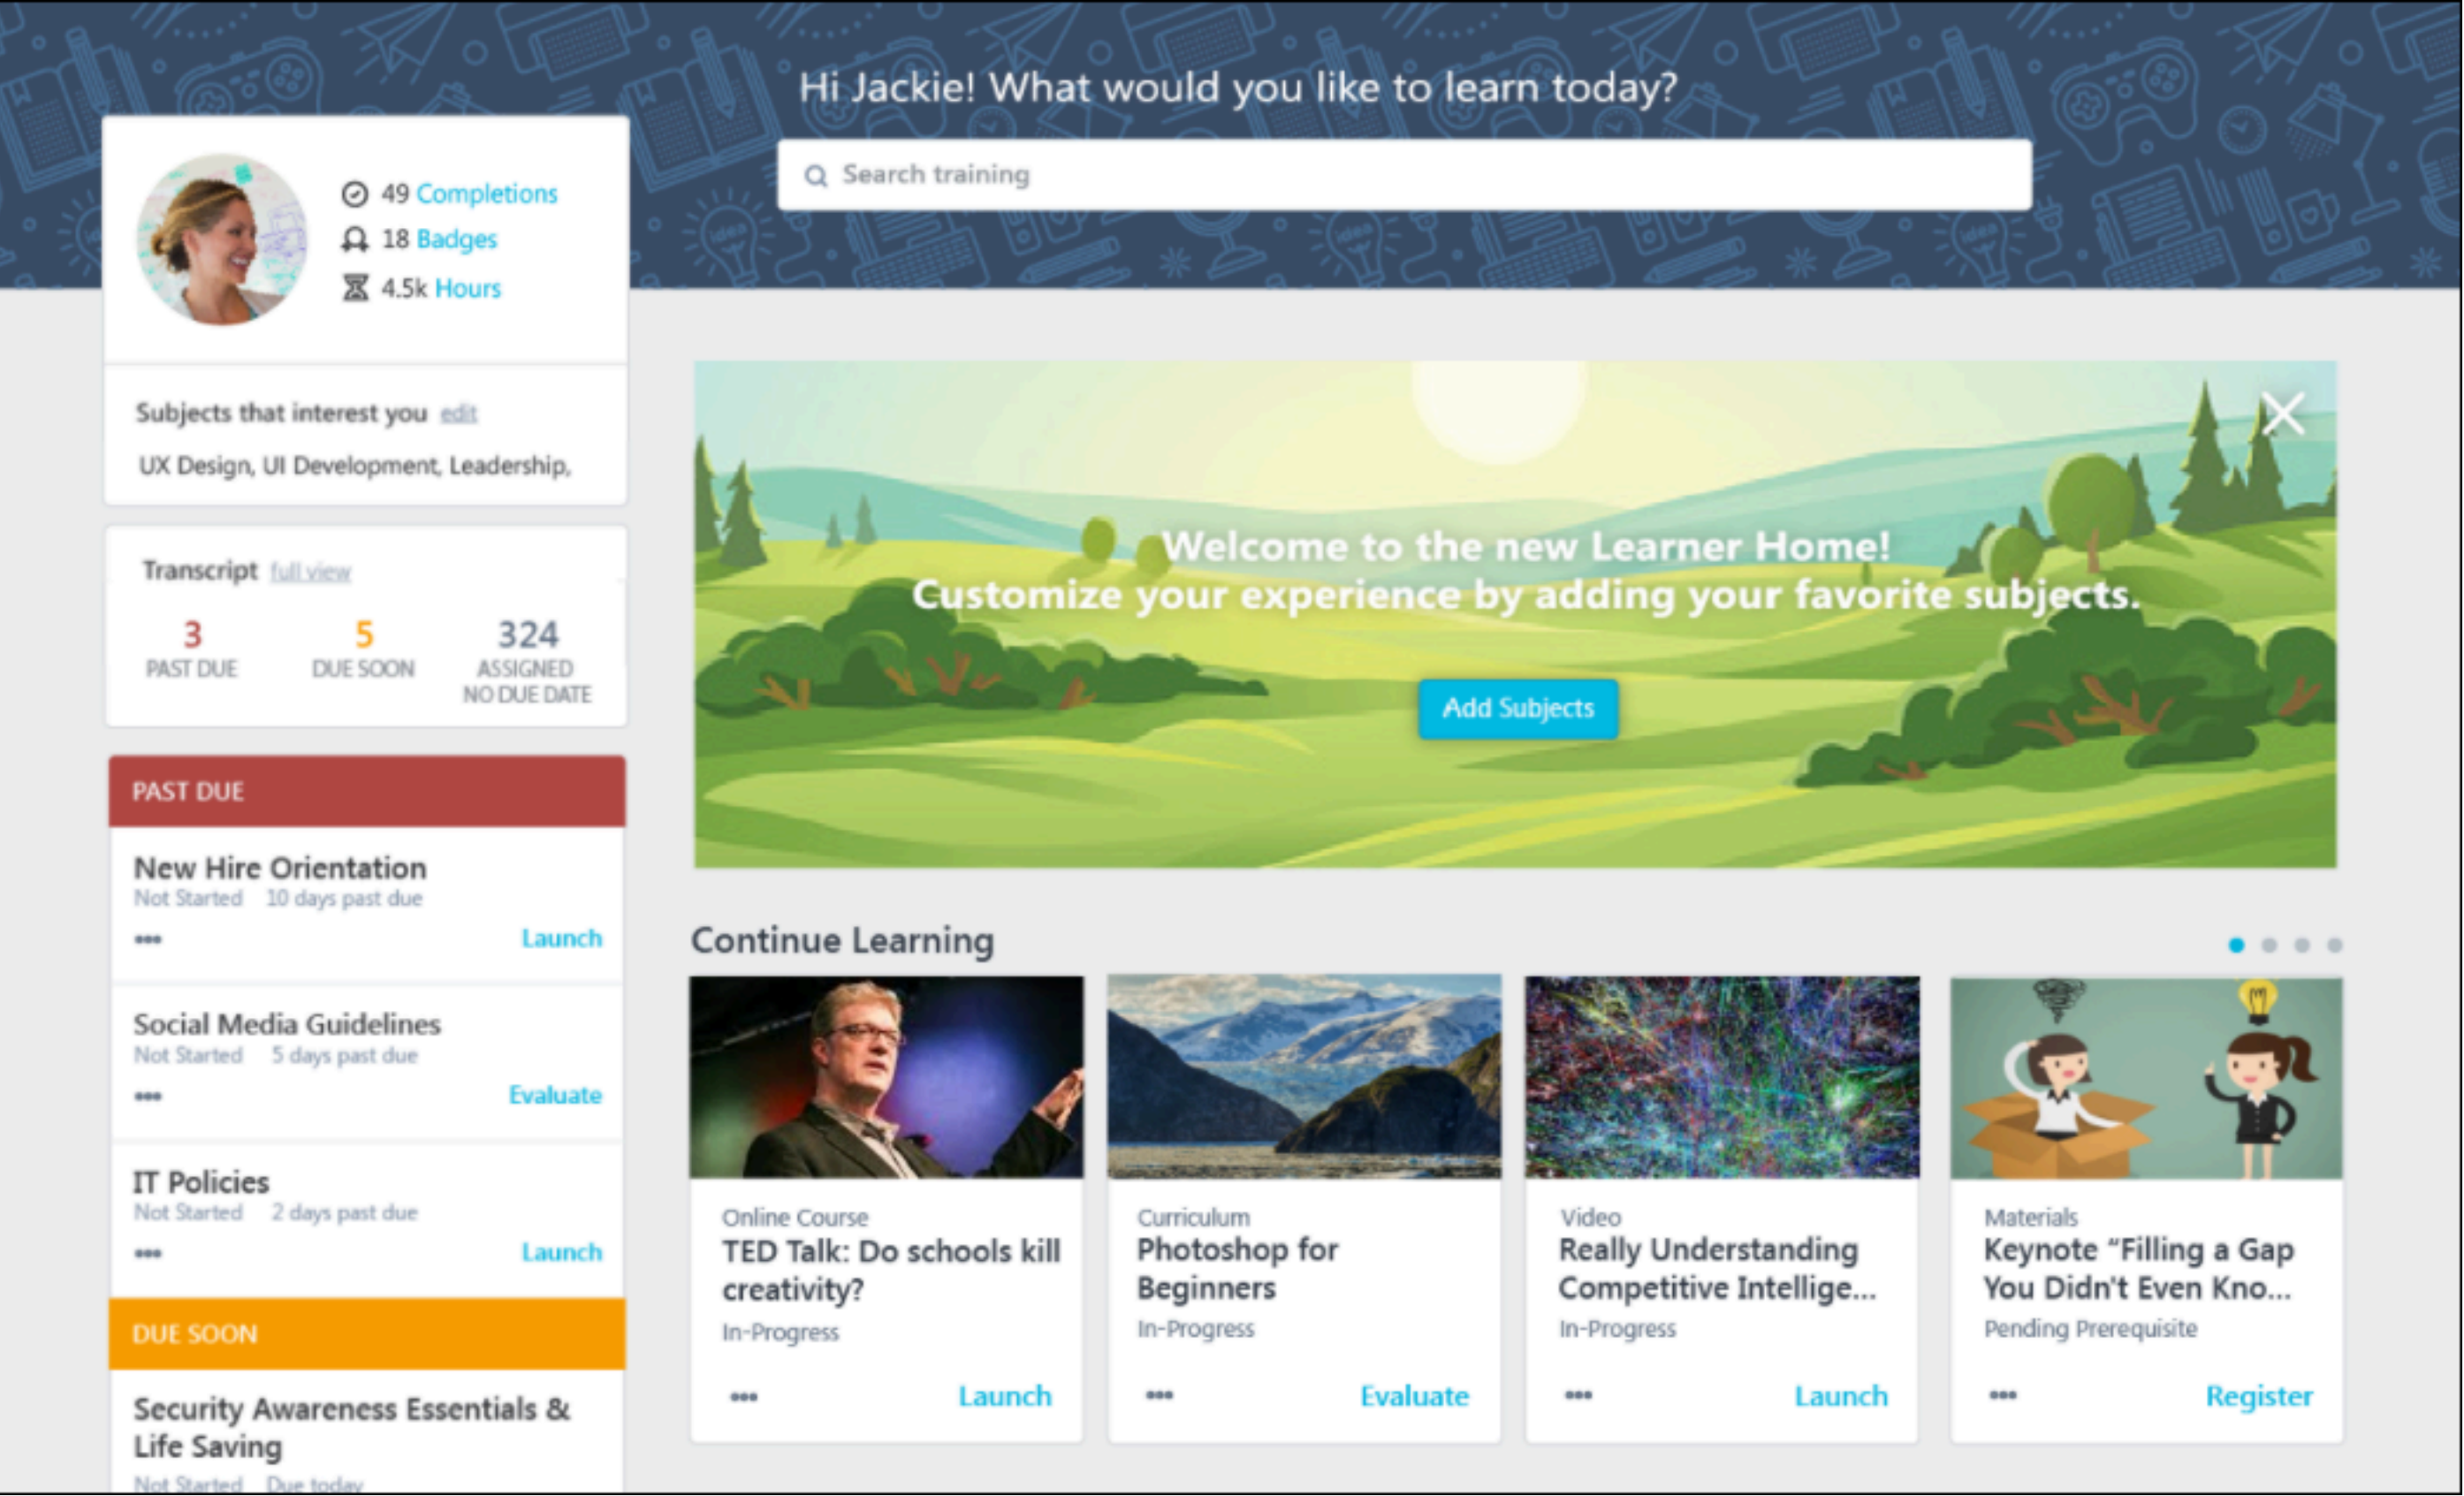 Hi Jackie! What would you like to learn today?
Search training
49 Completions
18 Badges
4.5k Hours
Subjects that interest you edit
UX Design, UI Development, Leadership,
Transcript full view
3
PAST DUE
5
DUE SOON
324
ASSIGNED
NO DUE DATE
PAST DUE
New Hire Orientation
Not Started 10 days past due
Launch
Social Media Guidelines
Not Started 5 days past due
Evaluate
IT Policies
Not Started 2 days past due
Launch
DUE SOON
Security Awareness Essentials &
Life Saving
Not Started Due today
Welcome to the new Learner Home!
Customize your experience by adding your favorite subjects.
Add Subjects
Continue Learning
Online Course
TED Talk: Do schools kill
creativity?
In-Progress
Launch
Curriculum
Photoshop for
Beginners
In-Progress
Evaluate
Video
Really Understanding
Competitive Intellige...
In-Progress
Launch
Materials
Keynote “Filling a Gap
You Didn't Even Kno...
Pending Prerequisite
Register